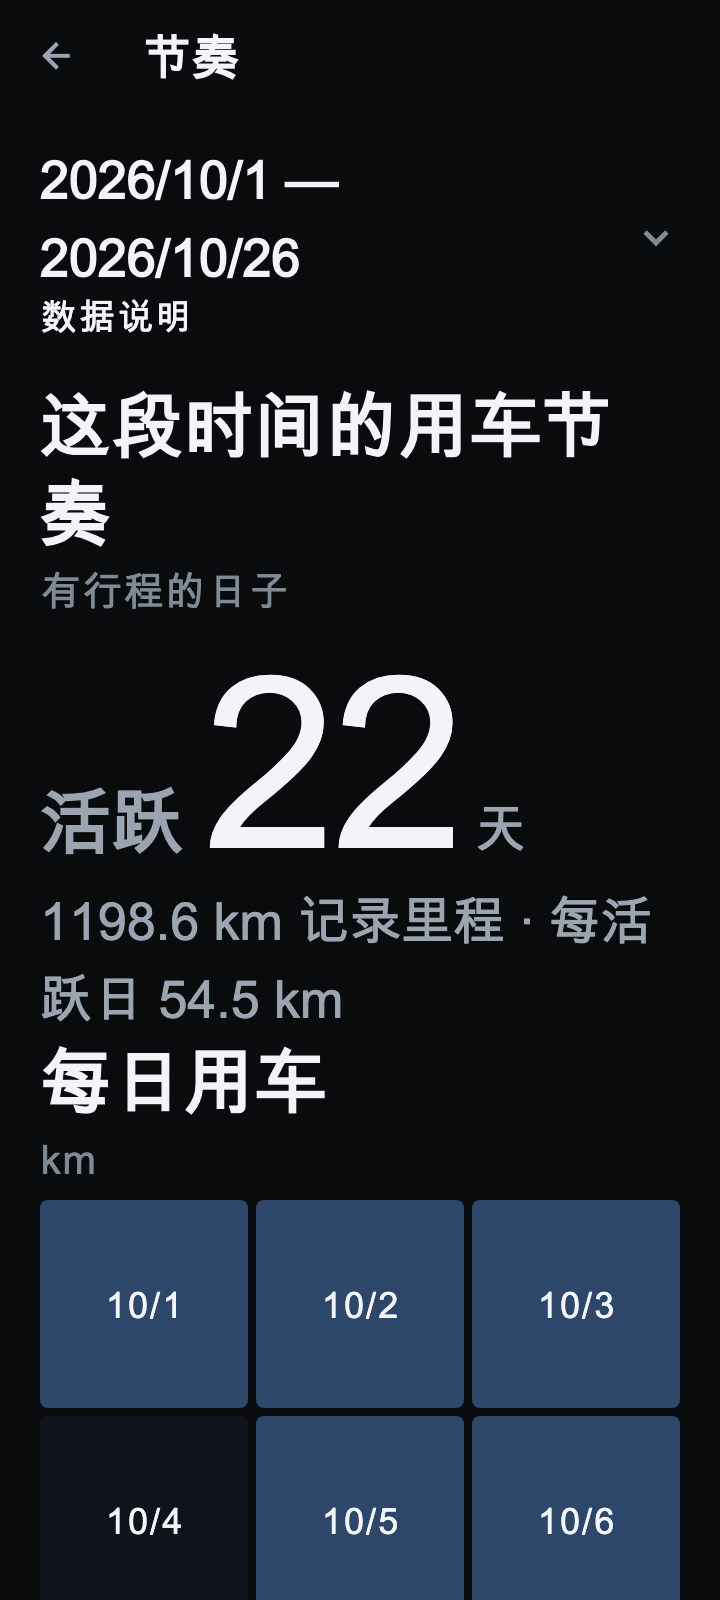 节奏
2026/10/1 —
2026/10/26
数据说明
这段时间的用车节
奏
有行程的日子
活跃 22 天
1198.6 km 记录里程 · 每活
跃日 54.5 km
每日用车
km
10/1 10/2 10/3
10/4 10/5 10/6